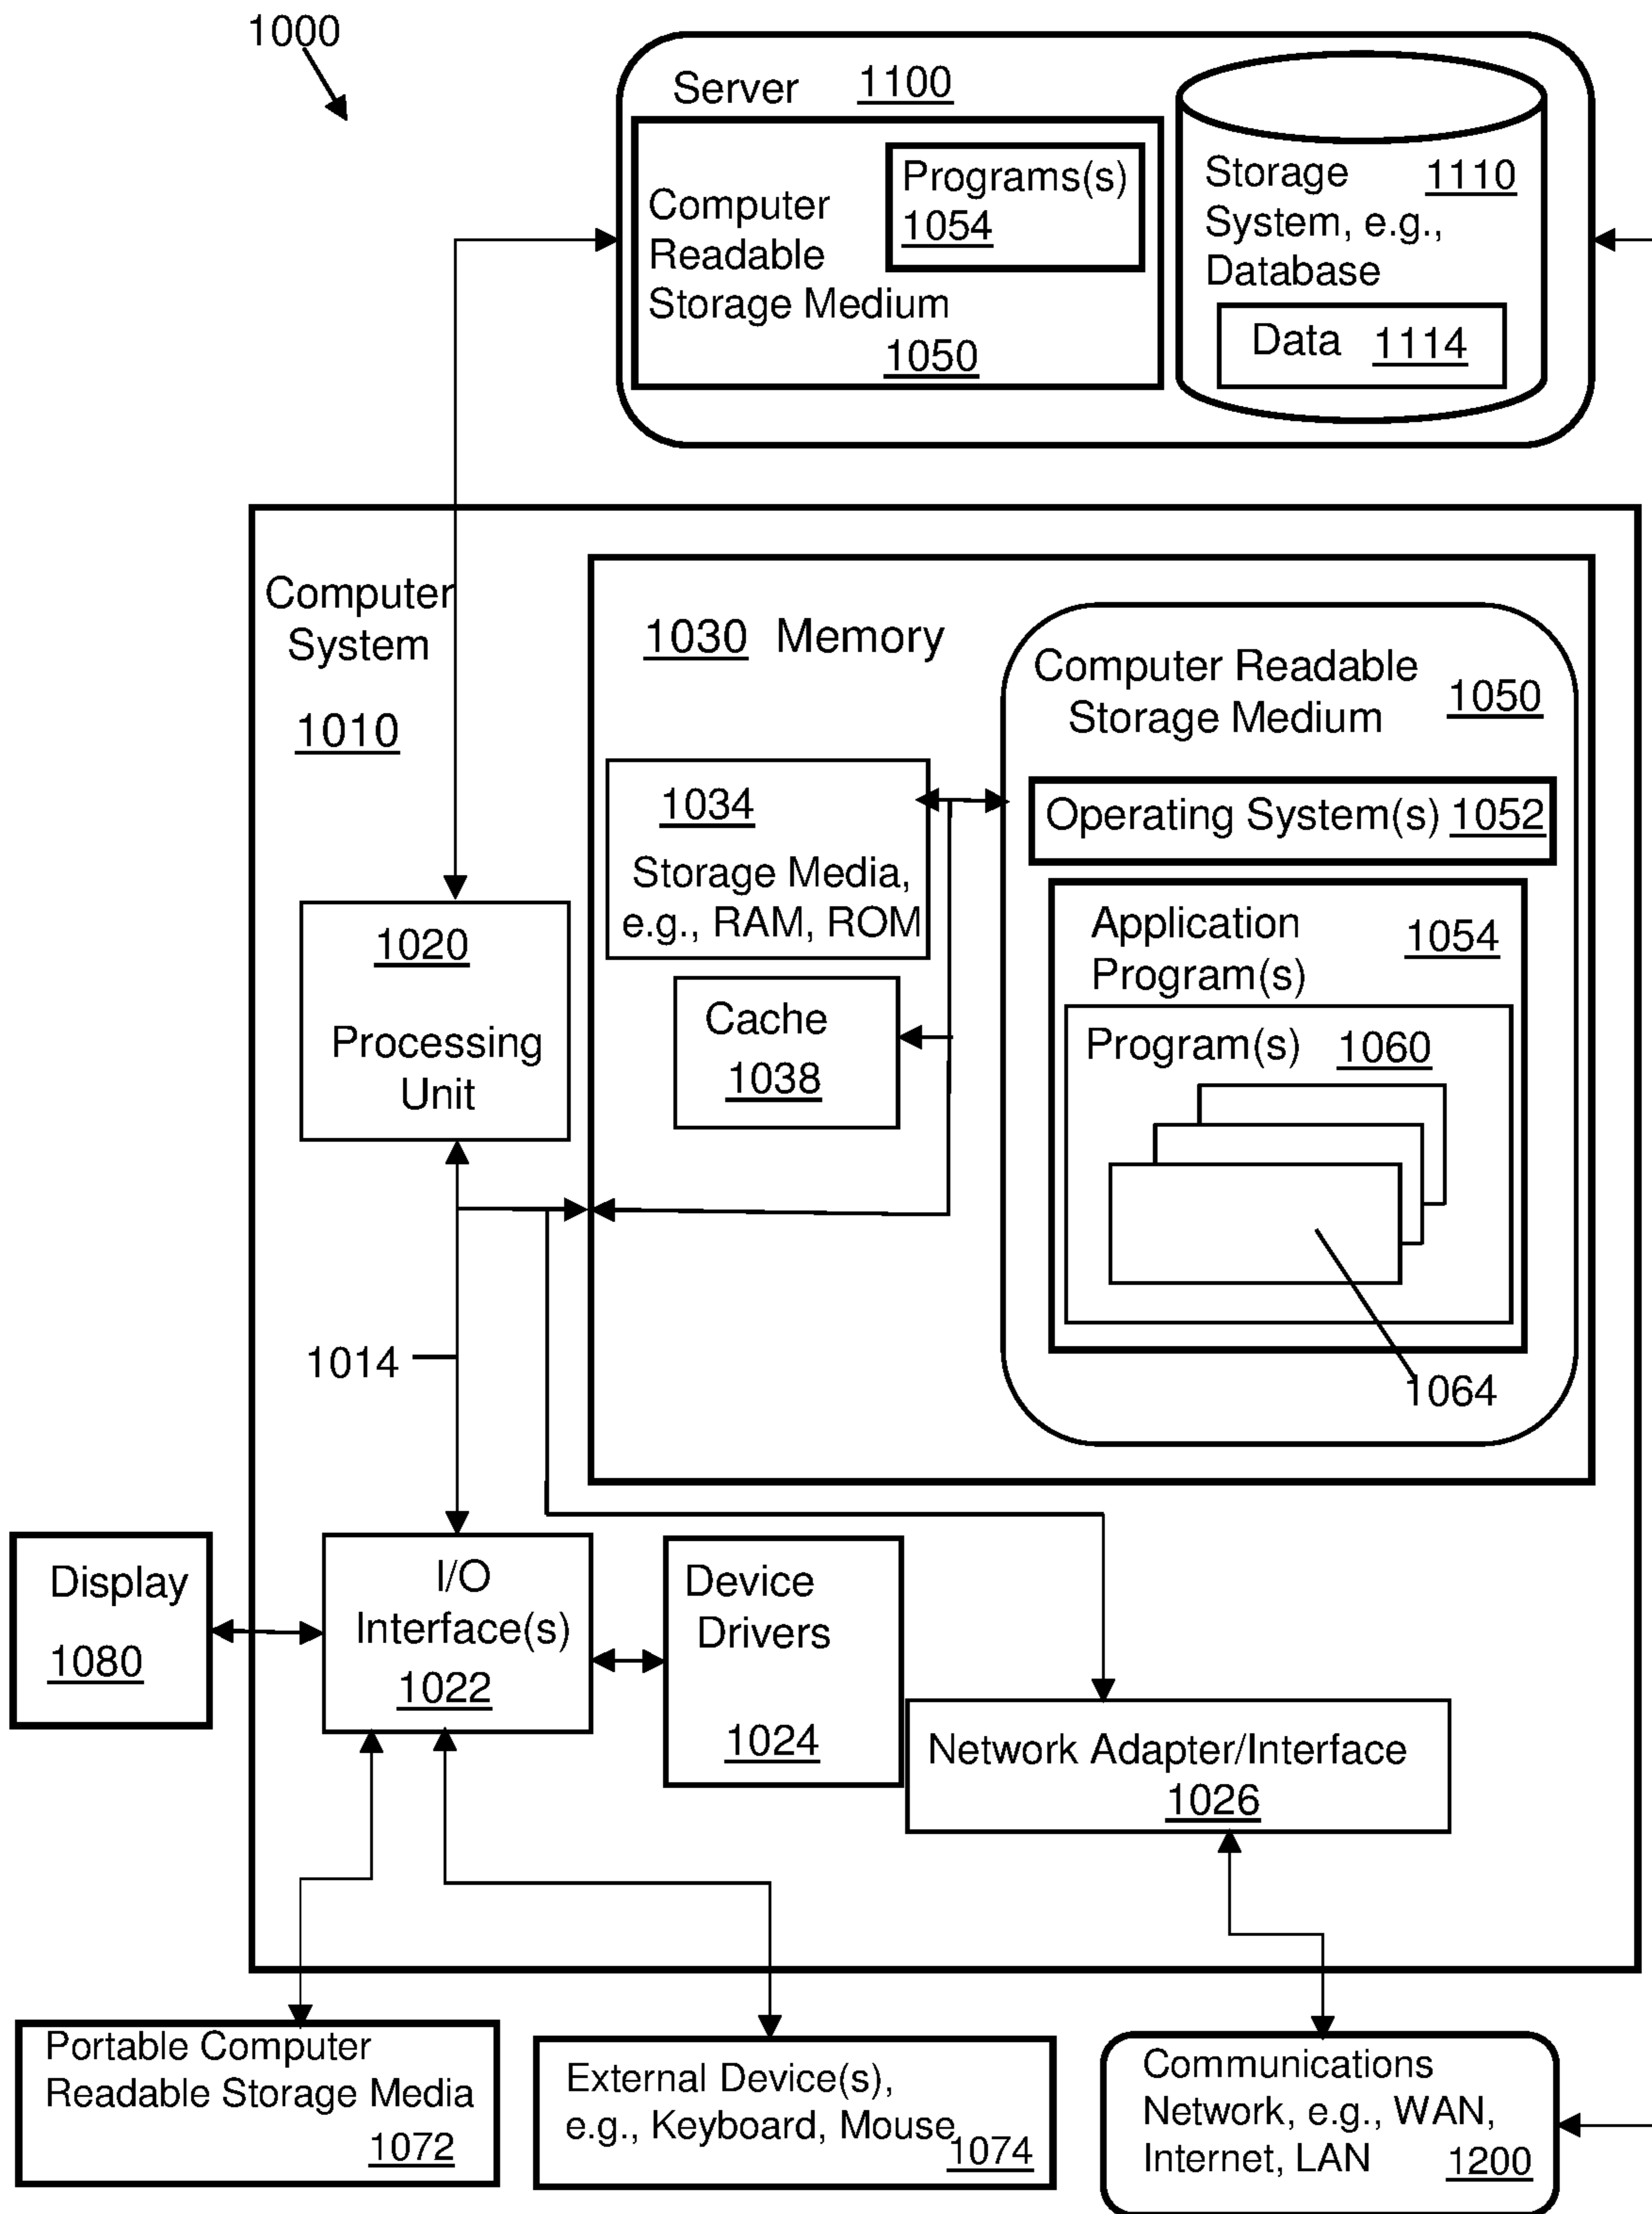 1000
Server 1100
Computer
Readable
Storage Medium
1050
Programs(s)
1054
Storage 1110
System, e.g.,
Database
Data 1114
Computer
System
1010
1030 Memory
Computer Readable
Storage Medium
1050
1034
Storage Media,
e.g., RAM, ROM
Operating System(s) 1052
Application
Program(s)
1054
1020
Processing
Unit
Cache
1038
Program(s) 1060
1014
1064
Display
1080
I/O
Interface(s)
1022
Device
Drivers
1024
Network Adapter/Interface
1026
Portable Computer
Readable Storage Media
1072
External Device(s),
e.g., Keyboard, Mouse
1074
Communications
Network, e.g., WAN,
Internet, LAN 1200